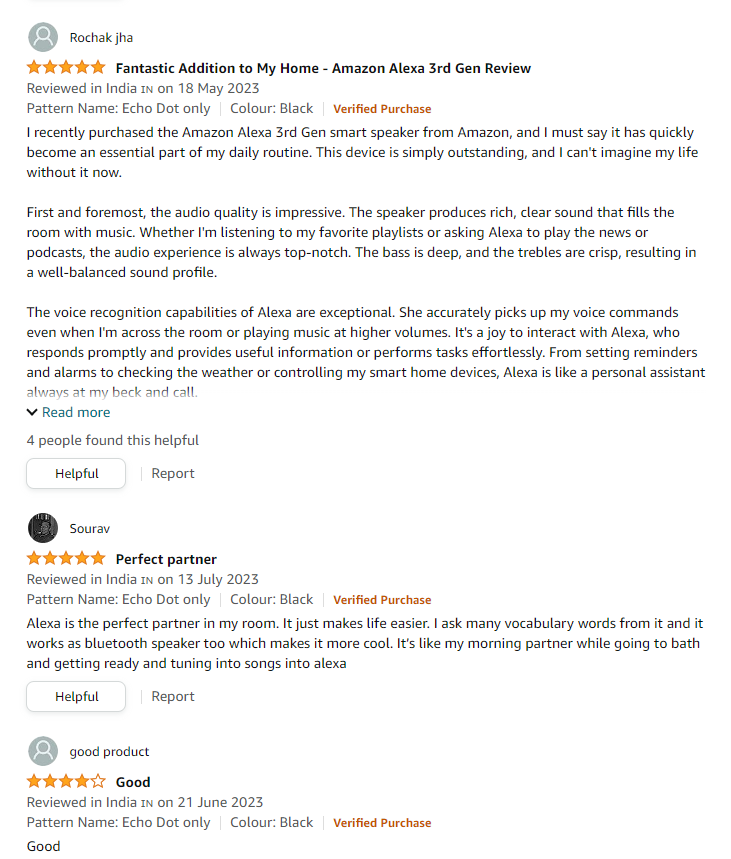 Rochak jha
Fantastic Addition to My Home - Amazon Alexa 3rd Gen Review
Reviewed in India IN on 18 May 2023
Pattern Name: Echo Dot only | Colour: Black | Verified Purchase
I recently purchased the Amazon Alexa 3rd Gen smart speaker from Amazon, and I must say it has quickly
become an essential part of my daily routine. This device is simply outstanding, and I can't imagine my life
without it now.
First and foremost, the audio quality is impressive. The speaker produces rich, clear sound that fills the
room with music. Whether I'm listening to my favorite playlists or asking Alexa to play the news or
podcasts, the audio experience is always top-notch. The bass is deep, and the trebles are crisp, resulting in
a well-balanced sound profile.
The voice recognition capabilities of Alexa are exceptional. She accurately picks up my voice commands
even when I'm across the room or playing music at higher volumes. It's a joy to interact with Alexa, who
responds promptly and provides useful information or performs tasks effortlessly. From setting reminders
and alarms to checking the weather or controlling my smart home devices, Alexa is like a personal assistant
always at my beck and call.
Read more
4 people found this helpful
Helpful | Report
Sourav
Perfect partner
Reviewed in India IN on 13 July 2023
Pattern Name: Echo Dot only | Colour: Black | Verified Purchase
Alexa is the perfect partner in my room. It just makes life easier. I ask many vocabulary words from it and it
works as bluetooth speaker too which makes it more cool. It's like my morning partner while going to bath
and getting ready and tuning into songs into alexa
Helpful | Report
good product
Good
Reviewed in India IN on 21 June 2023
Pattern Name: Echo Dot only | Colour: Black | Verified Purchase
Good